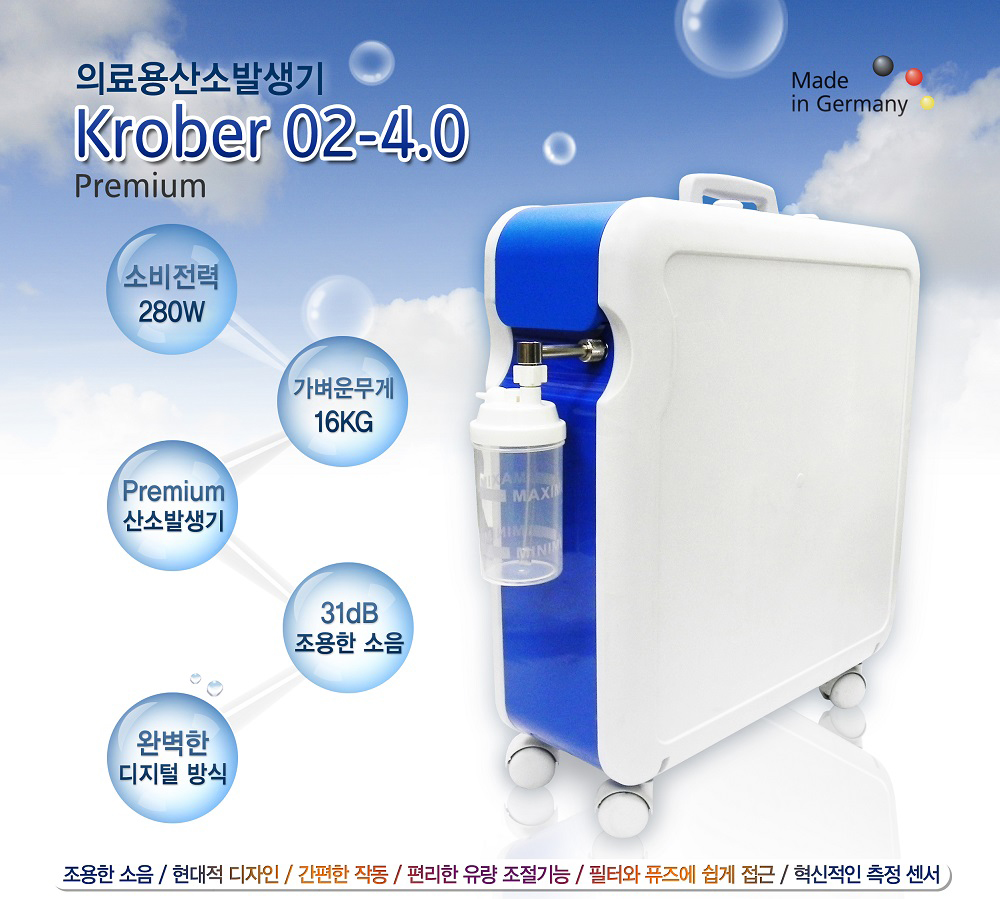 의료용산소발생기
Krober 02-4.0
Premium
Made
in Germany
소비전력
280W
가벼운무게
16KG
Premium
산소발생기
31dB
조용한 소음
완벽한
디지털 방식
MAXIM
MINIM
조용한 소음 / 현대적 디자인 / 간편한 작동 / 편리한 유량 조절기능 / 필터와 퓨즈에 쉽게 접근 / 혁신적인 측정 센서